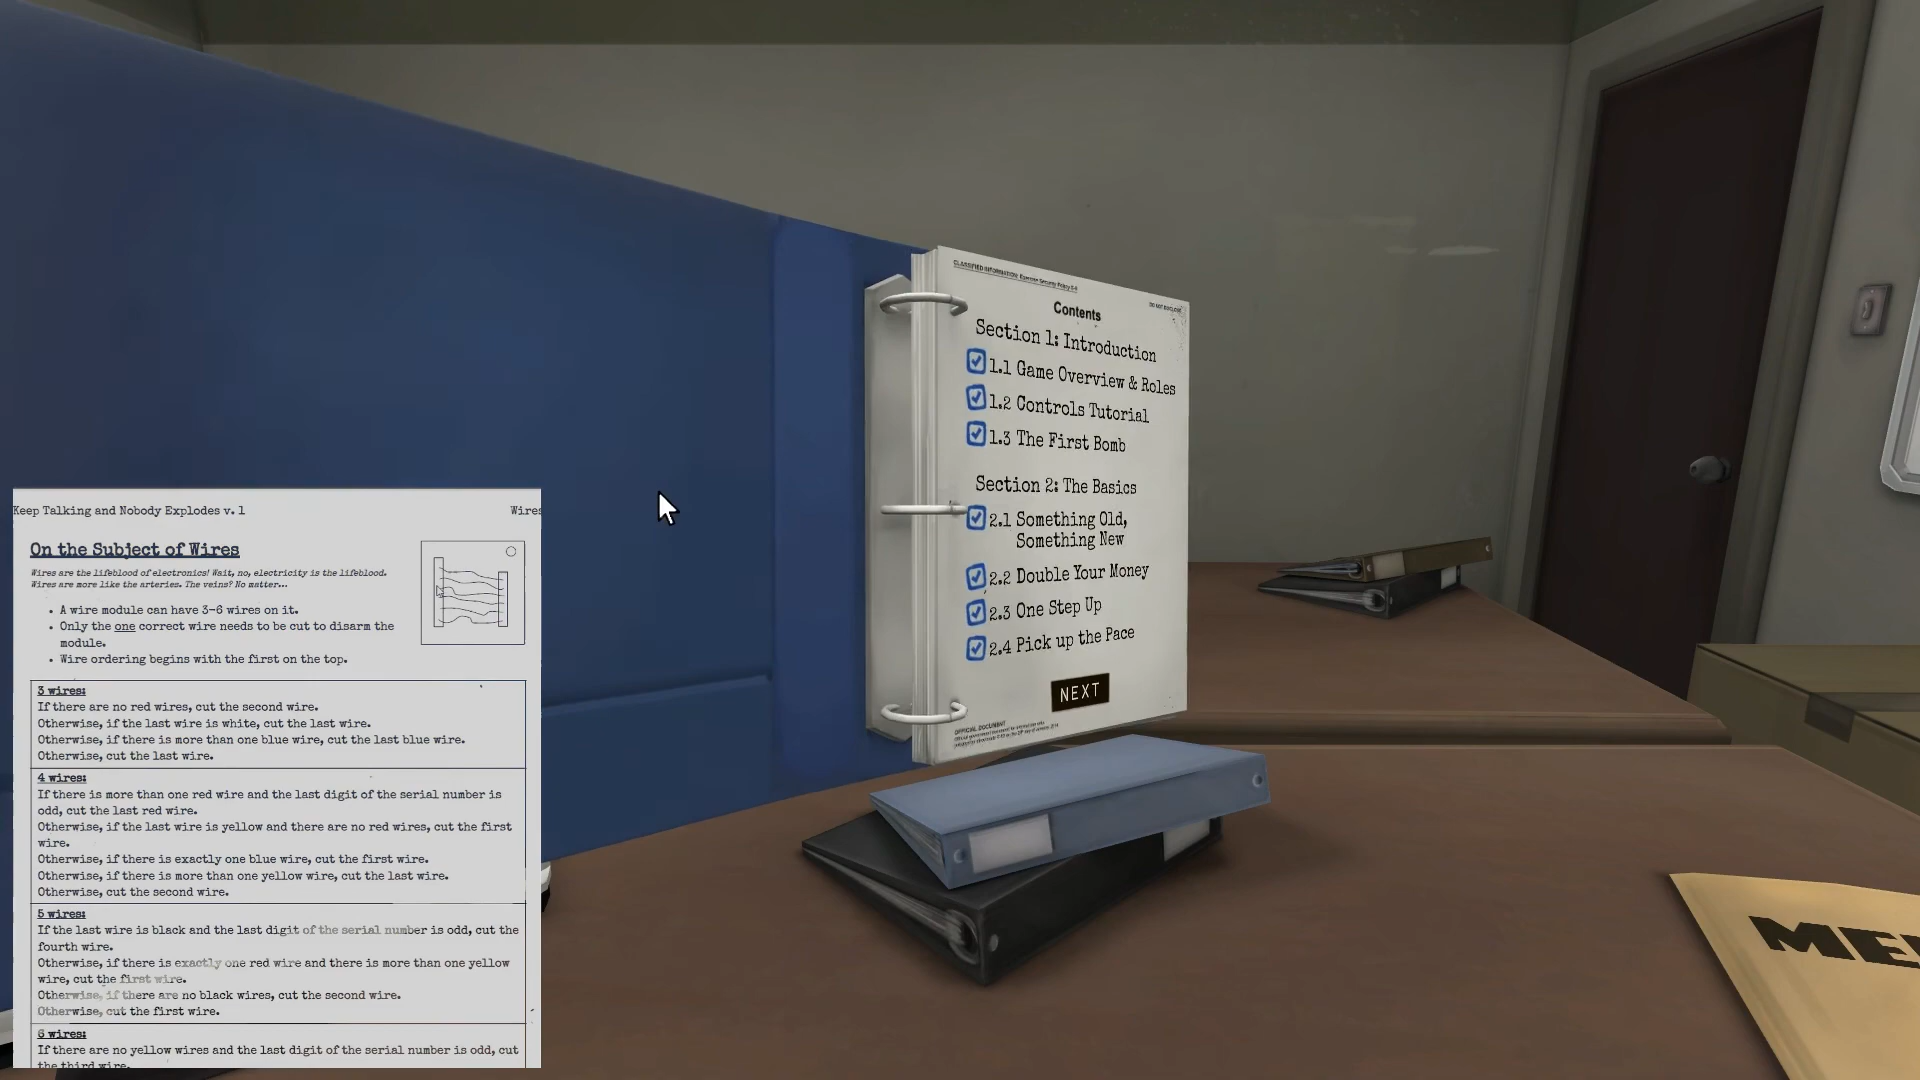 CLASSIFIED INFORMATION:
Contents
Section 1: Introduction
1.1 Game Overview & Roles
1.2 Controls Tutorial
1.3 The First Bomb
Section 2: The Basics
2.1 Something Old,
Something New
2.2 Double Your Money
2.3 One Step Up
2.4 Pick up the Pace
NEXT
OFFICIAL DOCUMENT
Keep Talking and Nobody Explodes v. 1
Wires
On the Subject of Wires
Wires are the lifeblood of electronics! Wait, no, electricity is the lifeblood.
Wires are more like the arteries. The veins? No matter...
• A wire module can have 3-6 wires on it.
• Only the one correct wire needs to be cut to disarm the
module.
• Wire ordering begins with the first on the top.
3 wires:
If there are no red wires, cut the second wire.
Otherwise, if the last wire is white, cut the last wire.
Otherwise, if there is more than one blue wire, cut the last blue wire.
Otherwise, cut the last wire.
4 wires:
If there is more than one red wire and the last digit of the serial number is
odd, cut the last red wire.
Otherwise, if the last wire is yellow and there are no red wires, cut the first
wire.
Otherwise, if there is exactly one blue wire, cut the first wire.
Otherwise, if there is more than one yellow wire, cut the last wire.
Otherwise, cut the second wire.
5 wires:
If the last wire is black and the last digit of the serial number is odd, cut the
fourth wire.
Otherwise, if there is exactly one red wire and there is more than one yellow
wire, cut the first wire.
Otherwise, if there are no black wires, cut the second wire.
Otherwise, cut the first wire.
6 wires:
If there are no yellow wires and the last digit of the serial number is odd, cut
the third wire.
ME